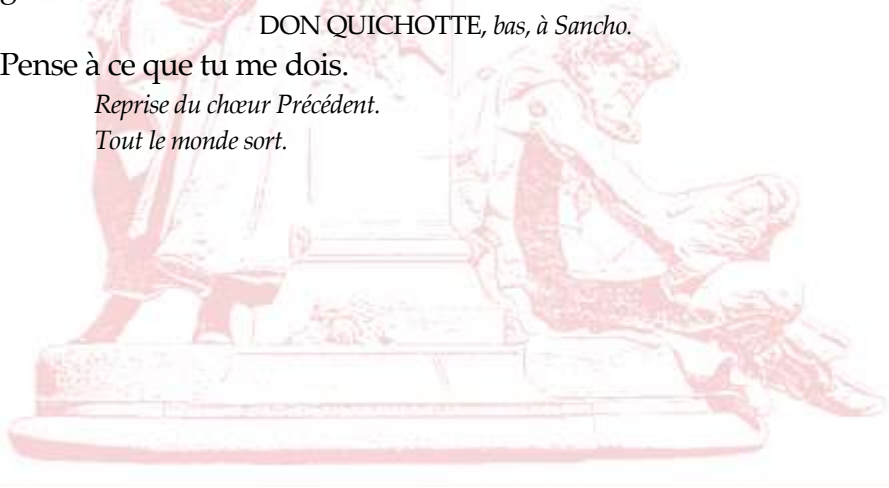 DON QUICHOTTE, bas, à Sancho.
Pense à ce que tu me dois.
Reprise du chœur Précédent.
Tout le monde sort.